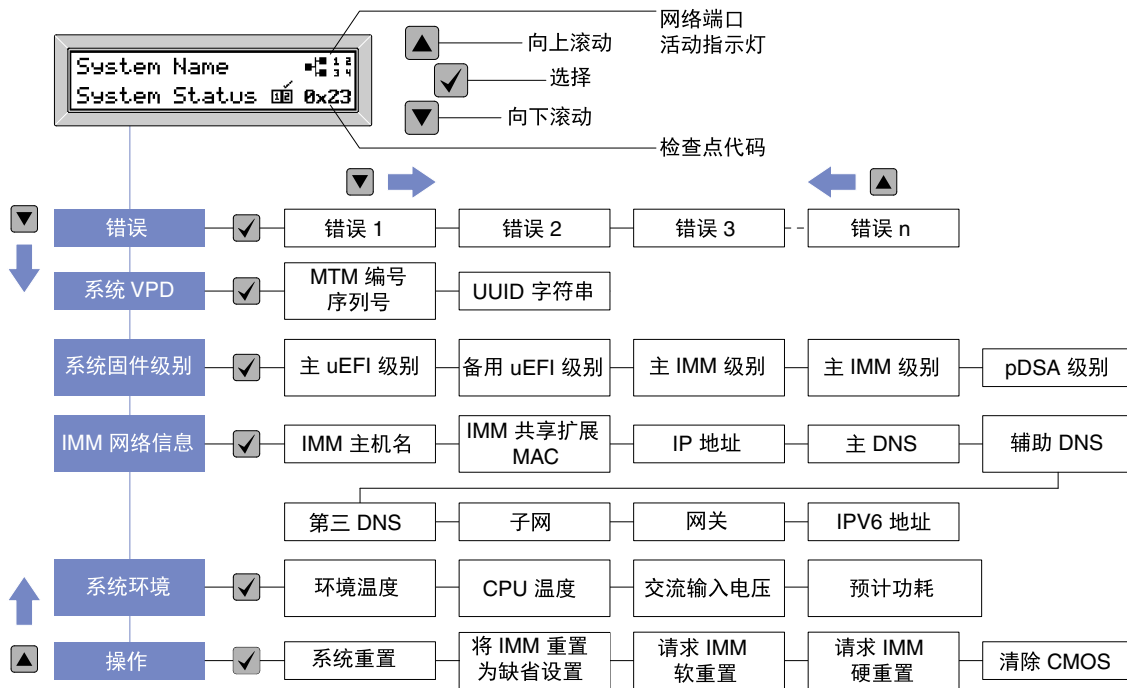 网络端口
活动指示灯
System Name 1 2
3 4
System Status 12 0x23
向上滚动
选择
向下滚动
检查点代码
错误
错误 1
错误 2
错误 3
错误 n
系统 VPD
MTM 编号
序列号
UUID 字符串
系统固件级别
主 uEFI 级别
备用 uEFI 级别
主 IMM 级别
主 IMM 级别
pDSA 级别
IMM 网络信息
IMM 主机名
IMM 共享扩展
MAC
IP 地址
主 DNS
辅助 DNS
第三 DNS
子网
网关
IPV6 地址
系统环境
环境温度
CPU 温度
交流输入电压
预计功耗
操作
系统重置
将 IMM 重置
为缺省设置
请求 IMM
软重置
请求 IMM
硬重置
清除 CMOS